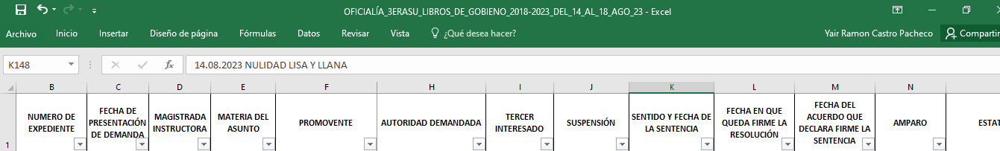 OFICIALÍA_3ERASU_LIBROS_DE_GOBIENO_2018-2023_DEL_14_AL_18_AGO_23 - Excel
Archivo Inicio Insertar Diseño de página Fórmulas Datos Revisar Vista ¿Qué desea hacer? Yair Ramon Castro Pacheco Compartir
K148 fx 14.08.2023 NULIDAD LISA Y LLANA
B C D E F H I J K L M N
NUMERO DE EXPEDIENTE
FECHA DE PRESENTACIÓN DE DEMANDA
MAGISTRADA INSTRUCTORA
MATERIA DEL ASUNTO
PROMOVENTE
AUTORIDAD DEMANDADA
TERCER INTERESADO
SUSPENSIÓN
SENTIDO Y FECHA DE LA SENTENCIA
FECHA EN QUE QUEDA FIRME LA RESOLUCIÓN
FECHA DEL ACUERDO QUE DECLARA FIRME LA SENTENCIA
AMPARO
ESTAT
1